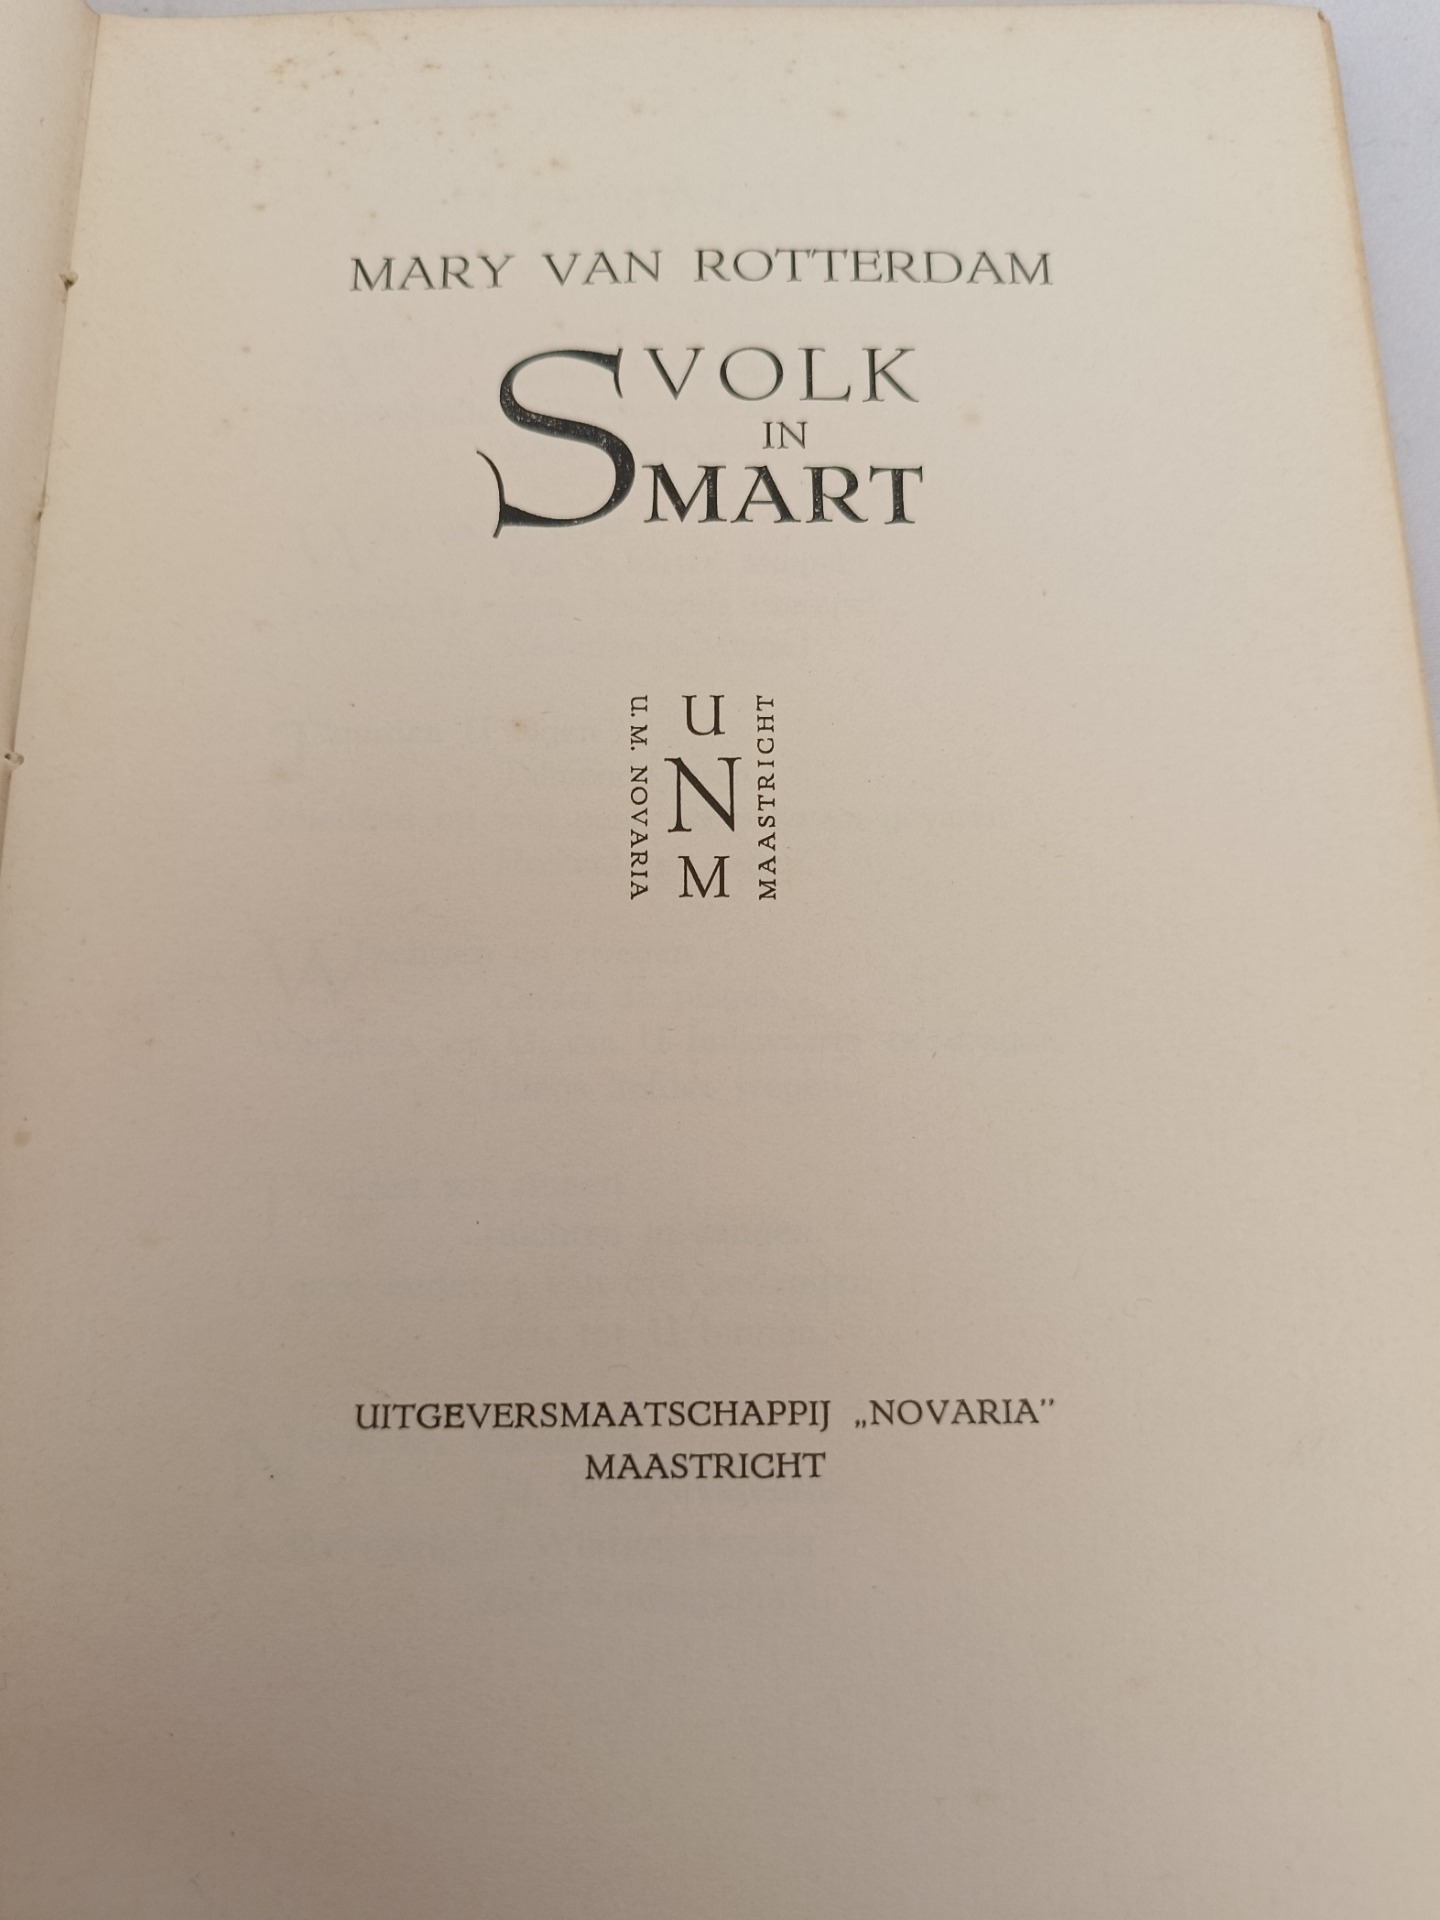 MARY VAN ROTTERDAM
VOLK
IN
SMART
U. M. NOVARIA
U
N
M
MAASTRICHT
UITGEVERSMAATSCHAPPIJ „NOVARIA”
MAASTRICHT